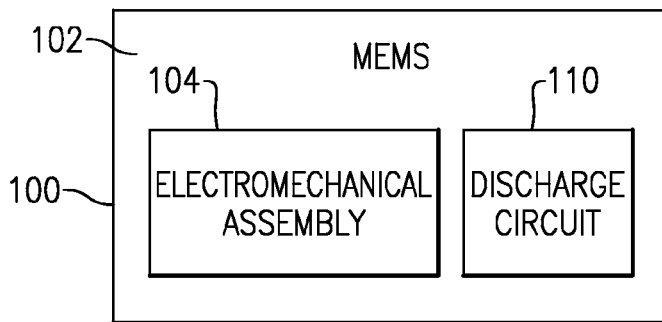 102
MEMS
104
110
100
ELECTROMECHANICAL
ASSEMBLY
DISCHARGE
CIRCUIT